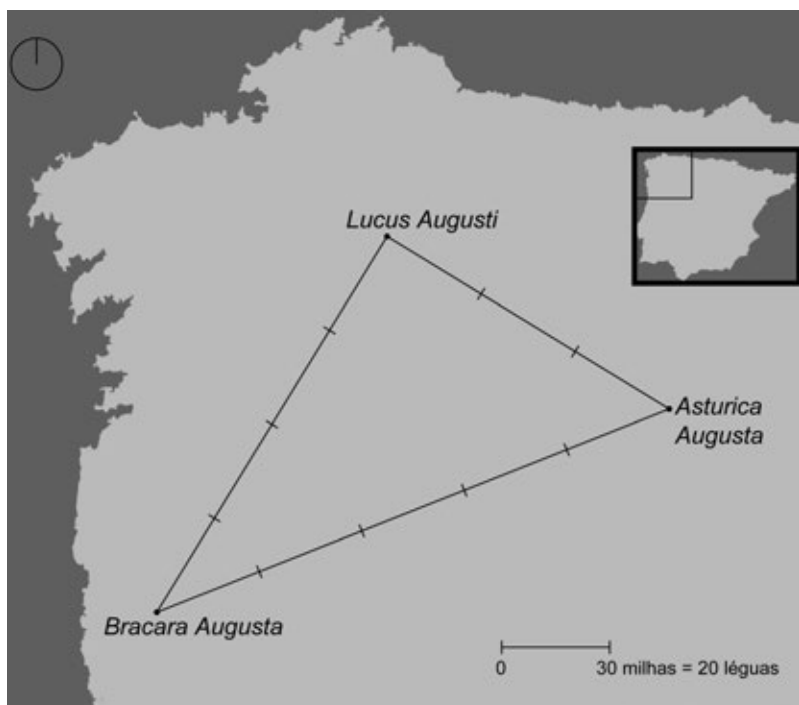 Lucus Augusti
Asturica
Augusta
Bracara Augusta
0 30 milhas = 20 léguas